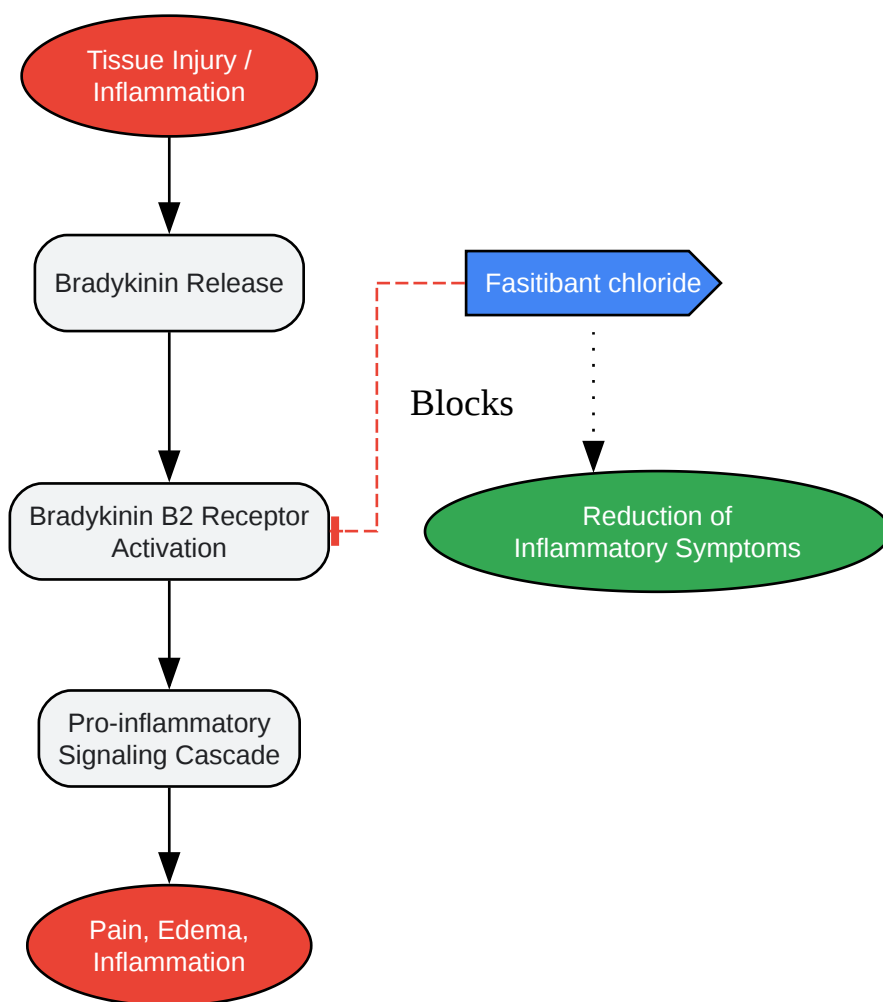 Tissue Injury /
Inflammation
Bradykinin Release
Fasitibant chloride
Blocks
Bradykinin B2 Receptor
Activation
Reduction of
Inflammatory Symptoms
Pro-inflammatory
Signaling Cascade
Pain, Edema,
Inflammation